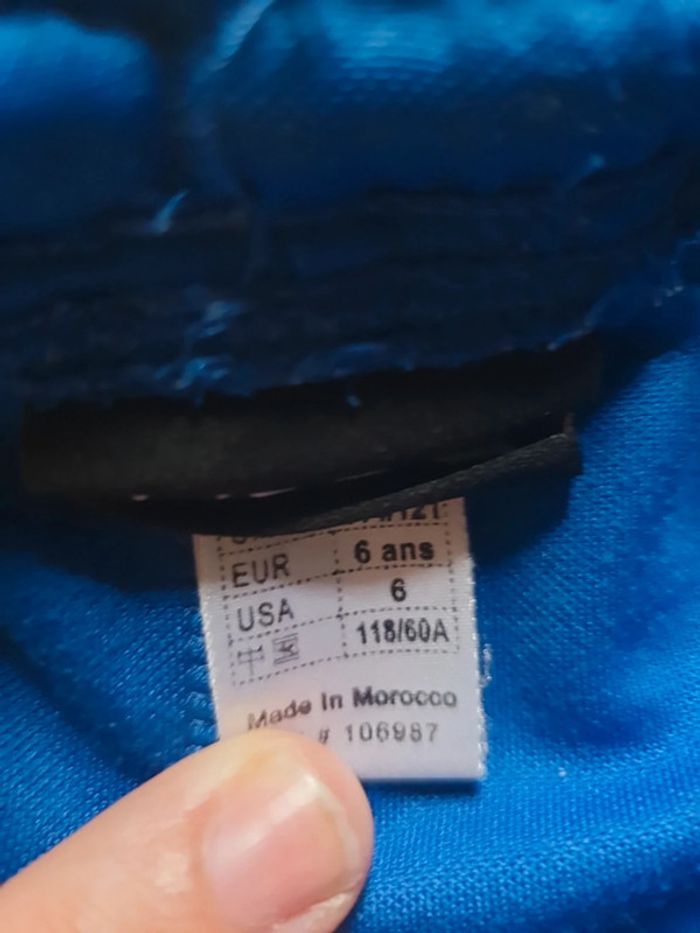 EUR 6 ans
USA 6
中国 118/60A
Made In Morocco
# 106987